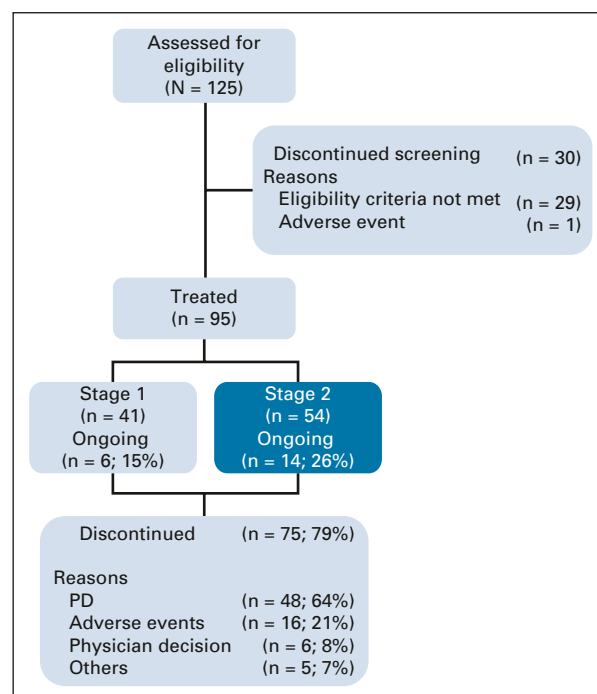 Assessed for
eligibility
(N = 125)
Discontinued screening (n = 30)
Reasons
Eligibility criteria not met (n = 29)
Adverse event (n = 1)
Treated
(n = 95)
Stage 1
(n = 41)
Ongoing
(n = 6; 15%)
Stage 2
(n = 54)
Ongoing
(n = 14; 26%)
Discontinued (n = 75; 79%)
Reasons
PD (n = 48; 64%)
Adverse events (n = 16; 21%)
Physician decision (n = 6; 8%)
Others (n = 5; 7%)